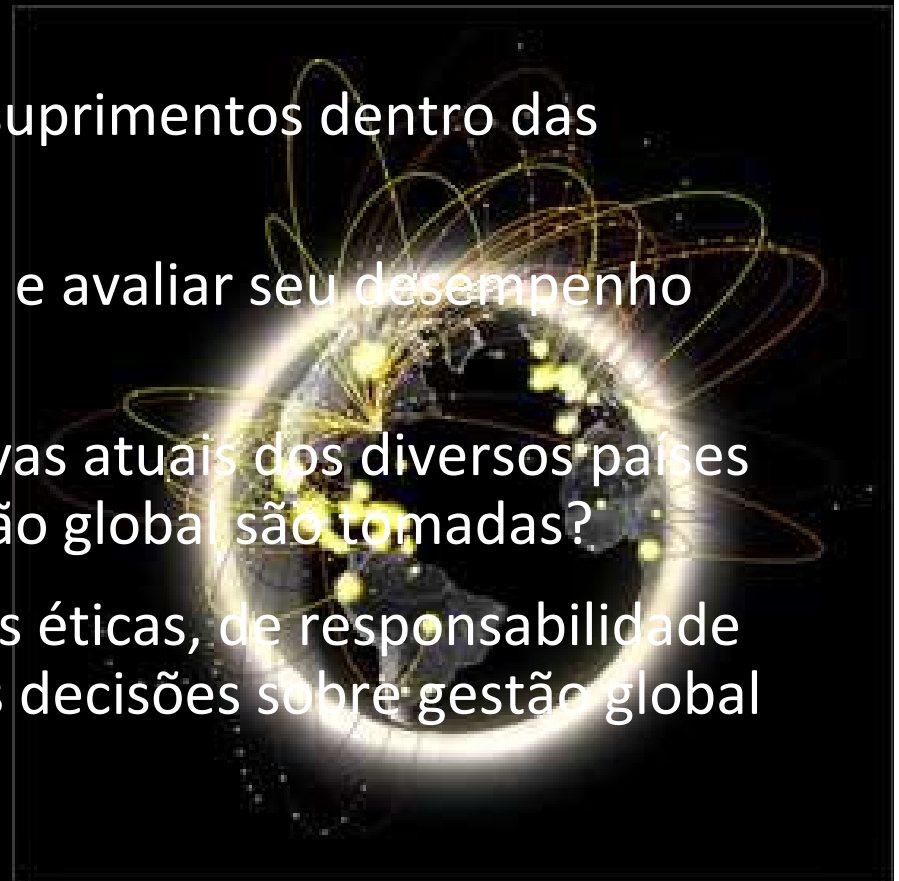 suprimentos dentro das
e avaliar seu desempenho
vas atuais dos diversos países
ão global são tomadas?
s éticas, de responsabilidade
s decisões sobre gestão global